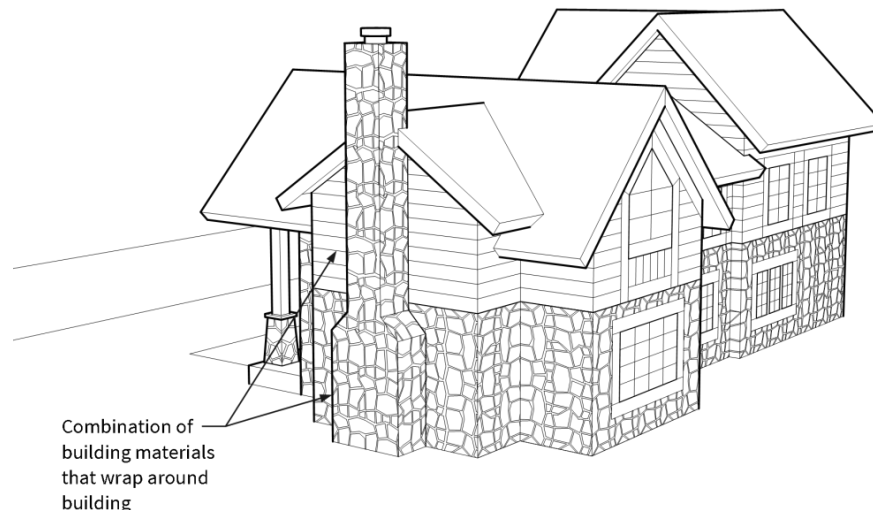 Combination of
building materials
that wrap around
building